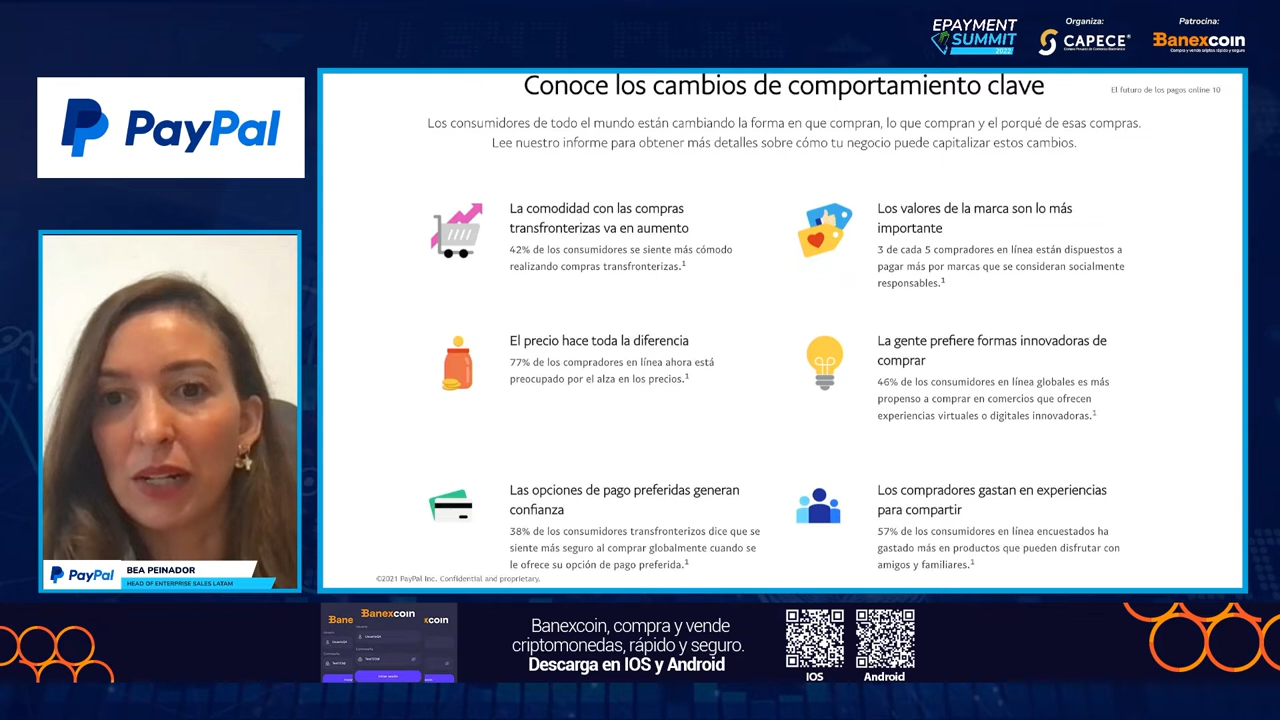 EPAYMENT
SUMMIT
2022
Organiza:
CAPECE
Patrocina:
Banexcoin
Compra y vende criptos rápido y seguro
PayPal
Conoce los cambios de comportamiento clave
El futuro de los pagos online 10
Los consumidores de todo el mundo están cambiando la forma en que compran, lo que compran y el porqué de esas compras.
Lee nuestro informe para obtener más detalles sobre cómo tu negocio puede capitalizar estos cambios.
La comodidad con las compras
transfronterizas va en aumento
42% de los consumidores se siente más cómodo
realizando compras transfronterizas.¹
Los valores de la marca son lo más
importante
3 de cada 5 compradores en línea están dispuestos a
pagar más por marcas que se consideran socialmente
responsables.¹
El precio hace toda la diferencia
77% de los compradores en línea ahora está
preocupado por el alza en los precios.¹
La gente prefiere formas innovadoras de
comprar
46% de los consumidores en línea globales es más
propenso a comprar en comercios que ofrecen
experiencias virtuales o digitales innovadoras.¹
Las opciones de pago preferidas generan
confianza
38% de los consumidores transfronterizos dice que se
siente más seguro al comprar globalmente cuando se
le ofrece su opción de pago preferida.¹
Los compradores gastan en experiencias
para compartir
57% de los consumidores en línea encuestados ha
gastado más en productos que pueden disfrutar con
amigos y familiares.¹
©2021 PayPal Inc. Confidential and proprietary.
PayPal
BEA PEINADOR
HEAD OF ENTERPRISE SALES LATAM
Banexcoin
Banexcoin, compra y vende
criptomonedas, rápido y seguro.
Descarga en IOS y Android
IOS
Android